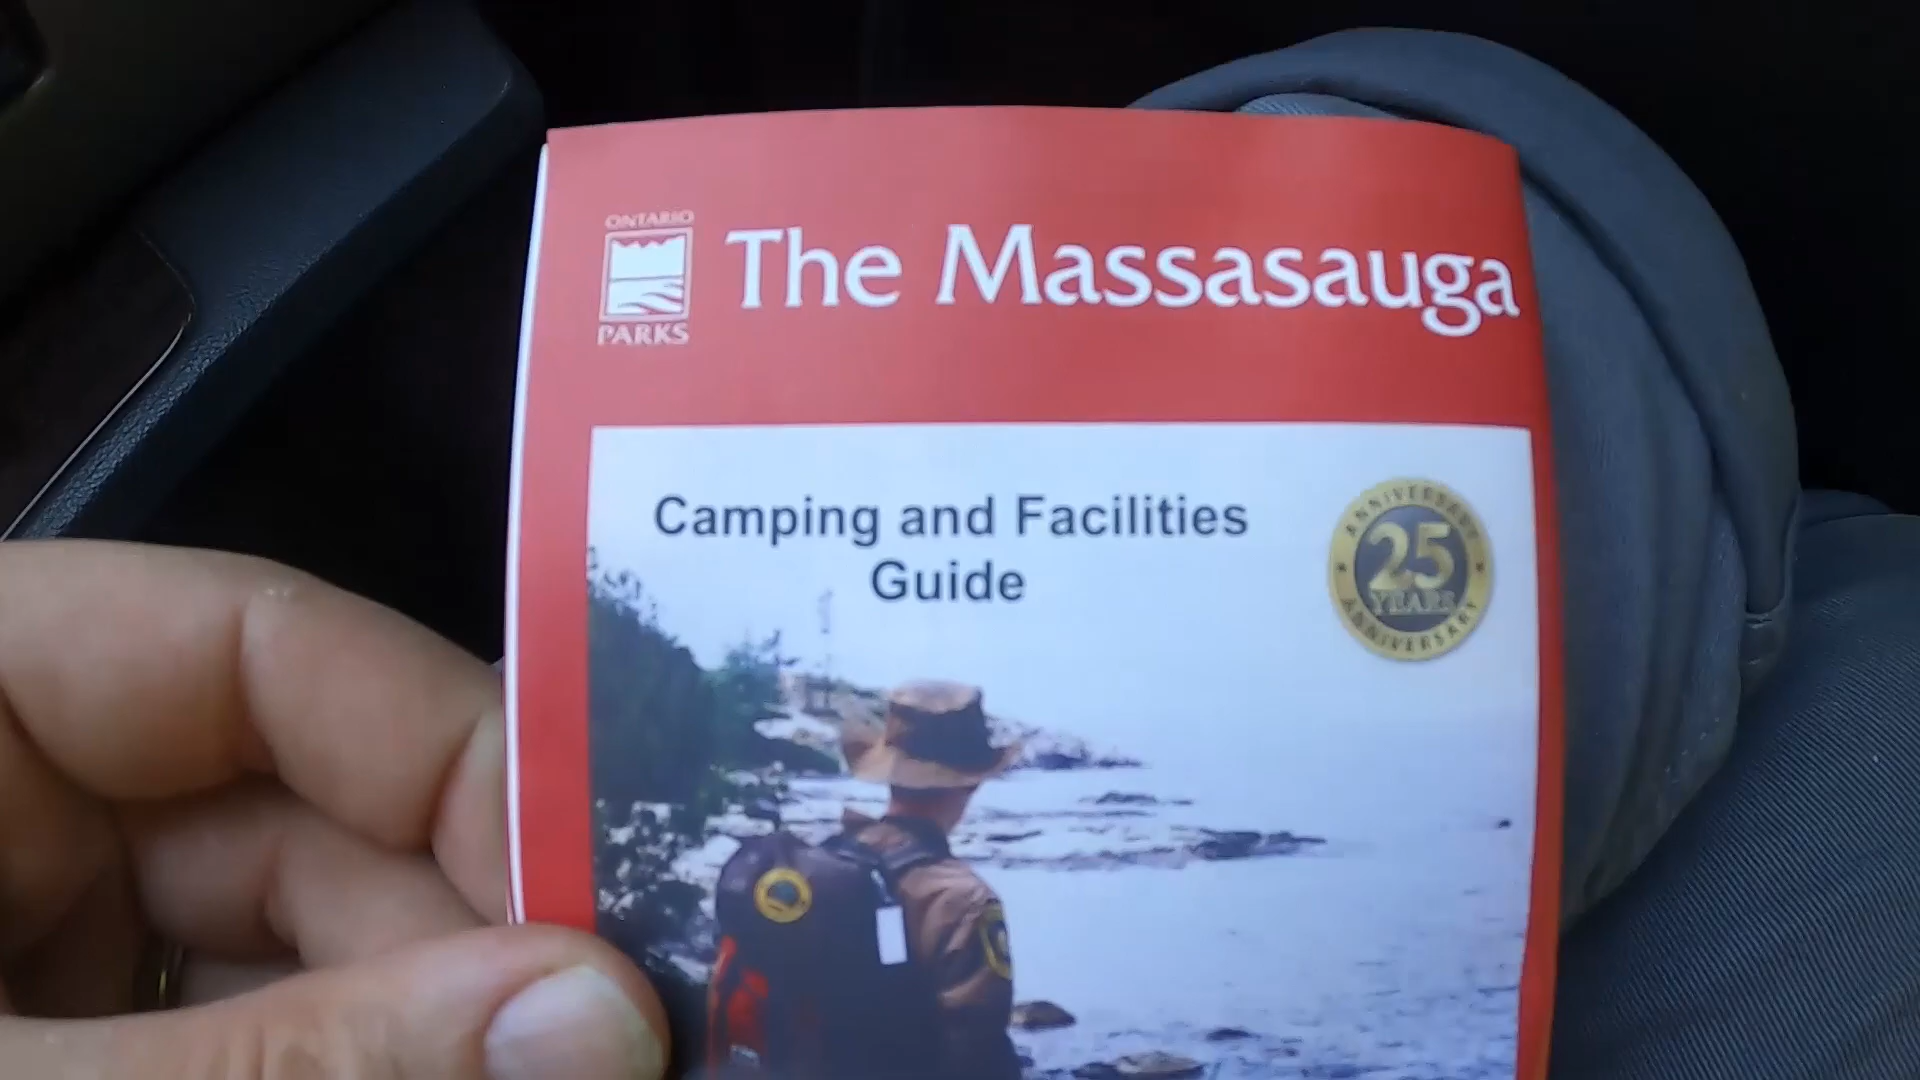 ONTARIO
PARKS
The Massasauga
Camping and Facilities
Guide
ANNIVERSARY
25
YEARS
ANNIVERSARY